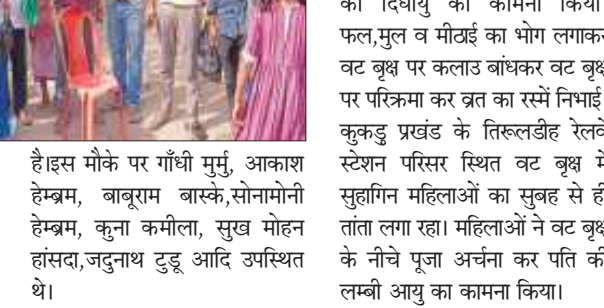 है।इस मौके पर गाँधी मुर्मु, आकाश
हेम्ब्रम, बाबूराम बास्के,सोनामोनी
हेम्ब्रम, कुना कमीला, सुख मोहन
हांसदा,जदुनाथ टुडू आदि उपस्थित
थे।
की दिर्घायु की कामना किया
फल,मुल व मीठाई का भोग लगाकर
वट बृक्ष पर कलाउ बांधकर वट बृक्ष
पर परिक्रमा कर ब्रत का रस्में निभाई
कुकड़ु प्रखंड के तिरूलडीह रेलवे
स्टेशन परिसर स्थित वट बृक्ष में
सुहागिन महिलाओं का सुबह से ही
तांता लगा रहा। महिलाओं ने वट बृक्ष
के नीचे पूजा अर्चना कर पति की
लम्बी आयु का कामना किया।